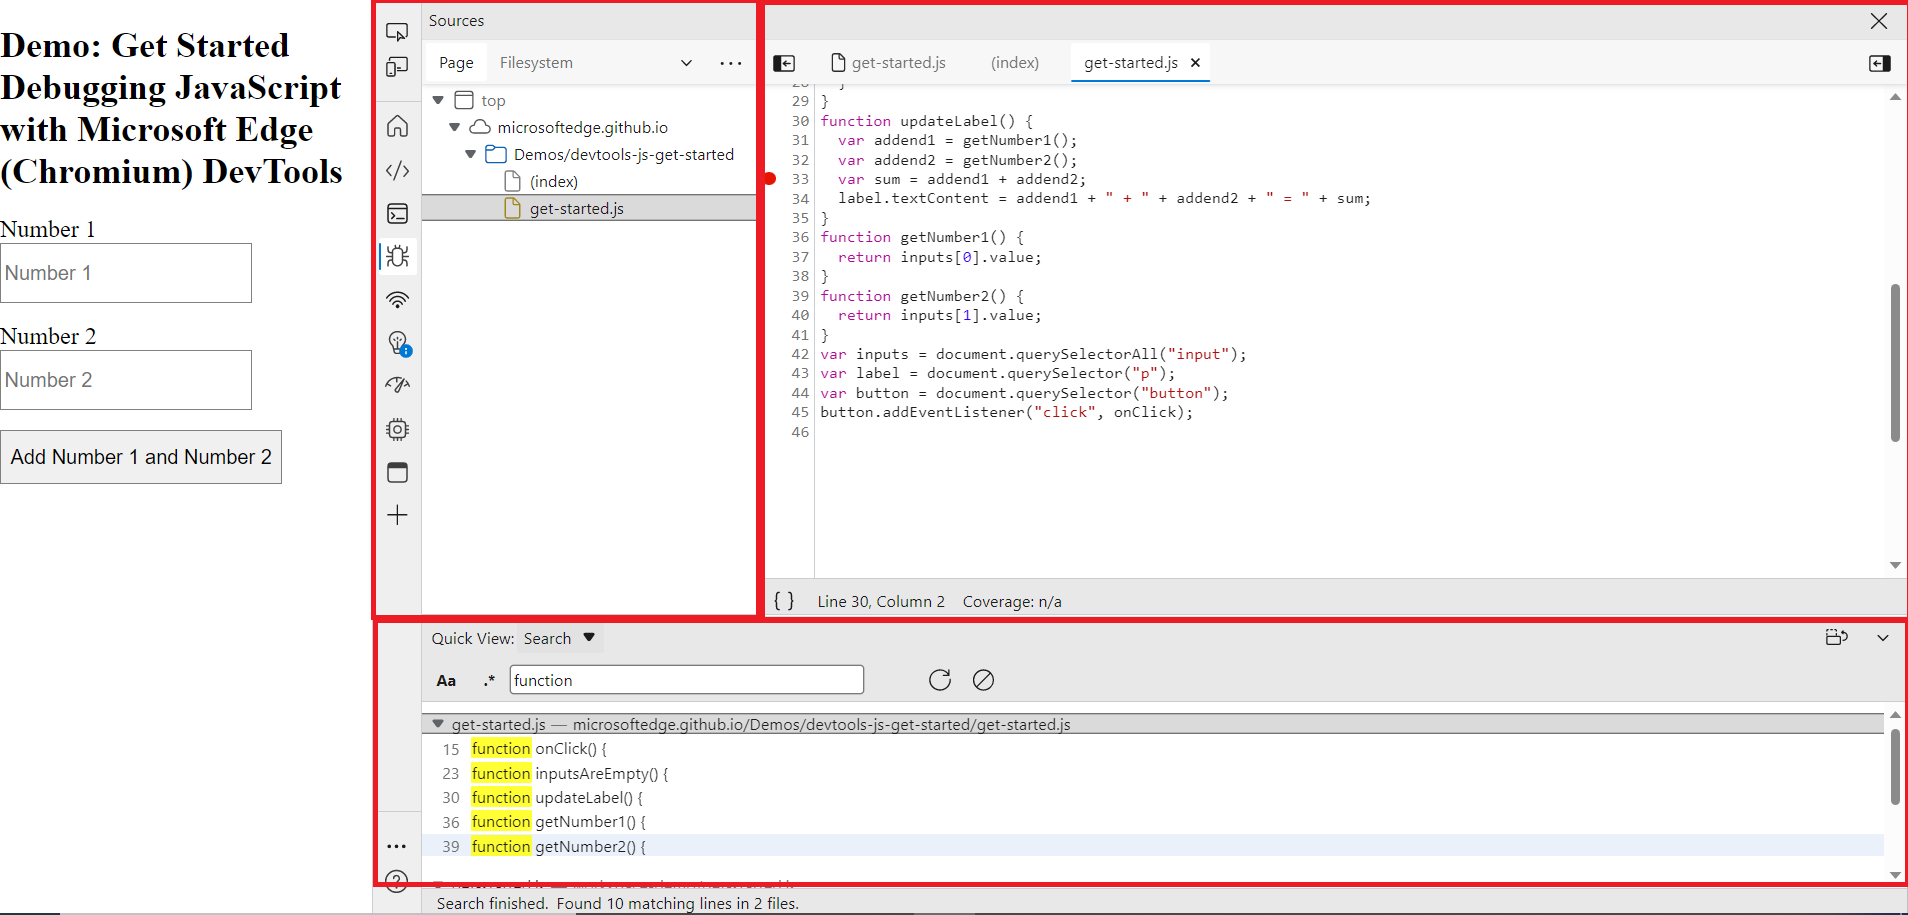 Demo: Get Started
Debugging JavaScript
with Microsoft Edge
(Chromium) DevTools
Number 1
Number 1
Number 2
Number 2
Add Number 1 and Number 2
Sources
Page Filesystem
top
microsoftedge.github.io
Demos/devtools-js-get-started
(index)
get-started.js
get-started.js (index) get-started.js
29 }
30 function updateLabel() {
31 var addend1 = getNumber1();
32 var addend2 = getNumber2();
33 var sum = addend1 + addend2;
34 label.textContent = addend1 + " + " + addend2 + " = " + sum;
35 }
36 function getNumber1() {
37 return inputs[0].value;
38 }
39 function getNumber2() {
40 return inputs[1].value;
41 }
42 var inputs = document.querySelectorAll("input");
43 var label = document.querySelector("p");
44 var button = document.querySelector("button");
45 button.addEventListener("click", onClick);
46
{ } Line 30, Column 2 Coverage: n/a
Quick View: Search
Aa .* function
get-started.js — microsoftedge.github.io/Demos/devtools-js-get-started/get-started.js
15 function onClick() {
23 function inputsAreEmpty() {
30 function updateLabel() {
36 function getNumber1() {
39 function getNumber2() {
Search finished. Found 10 matching lines in 2 files.